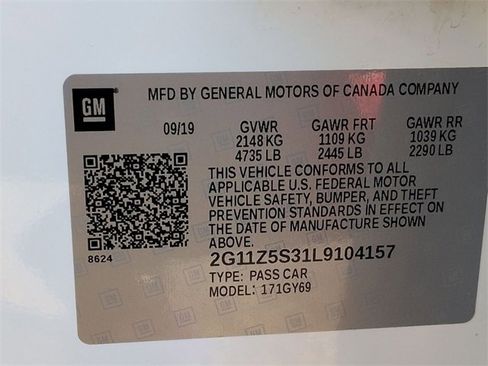 GM
MFD BY GENERAL MOTORS OF CANADA COMPANY
09/19 GVWR GAWR FRT GAWR RR
2148 KG 1109 KG 1039 KG
4735 LB 2445 LB 2290 LB
THIS VEHICLE CONFORMS TO ALL
APPLICABLE U.S. FEDERAL MOTOR
VEHICLE SAFETY, BUMPER, AND THEFT
PREVENTION STANDARDS IN EFFECT ON
THE DATE OF MANUFACTURE SHOWN
ABOVE.
8624
2G11Z5S31L9104157
TYPE: PASS CAR
MODEL: 171GY69